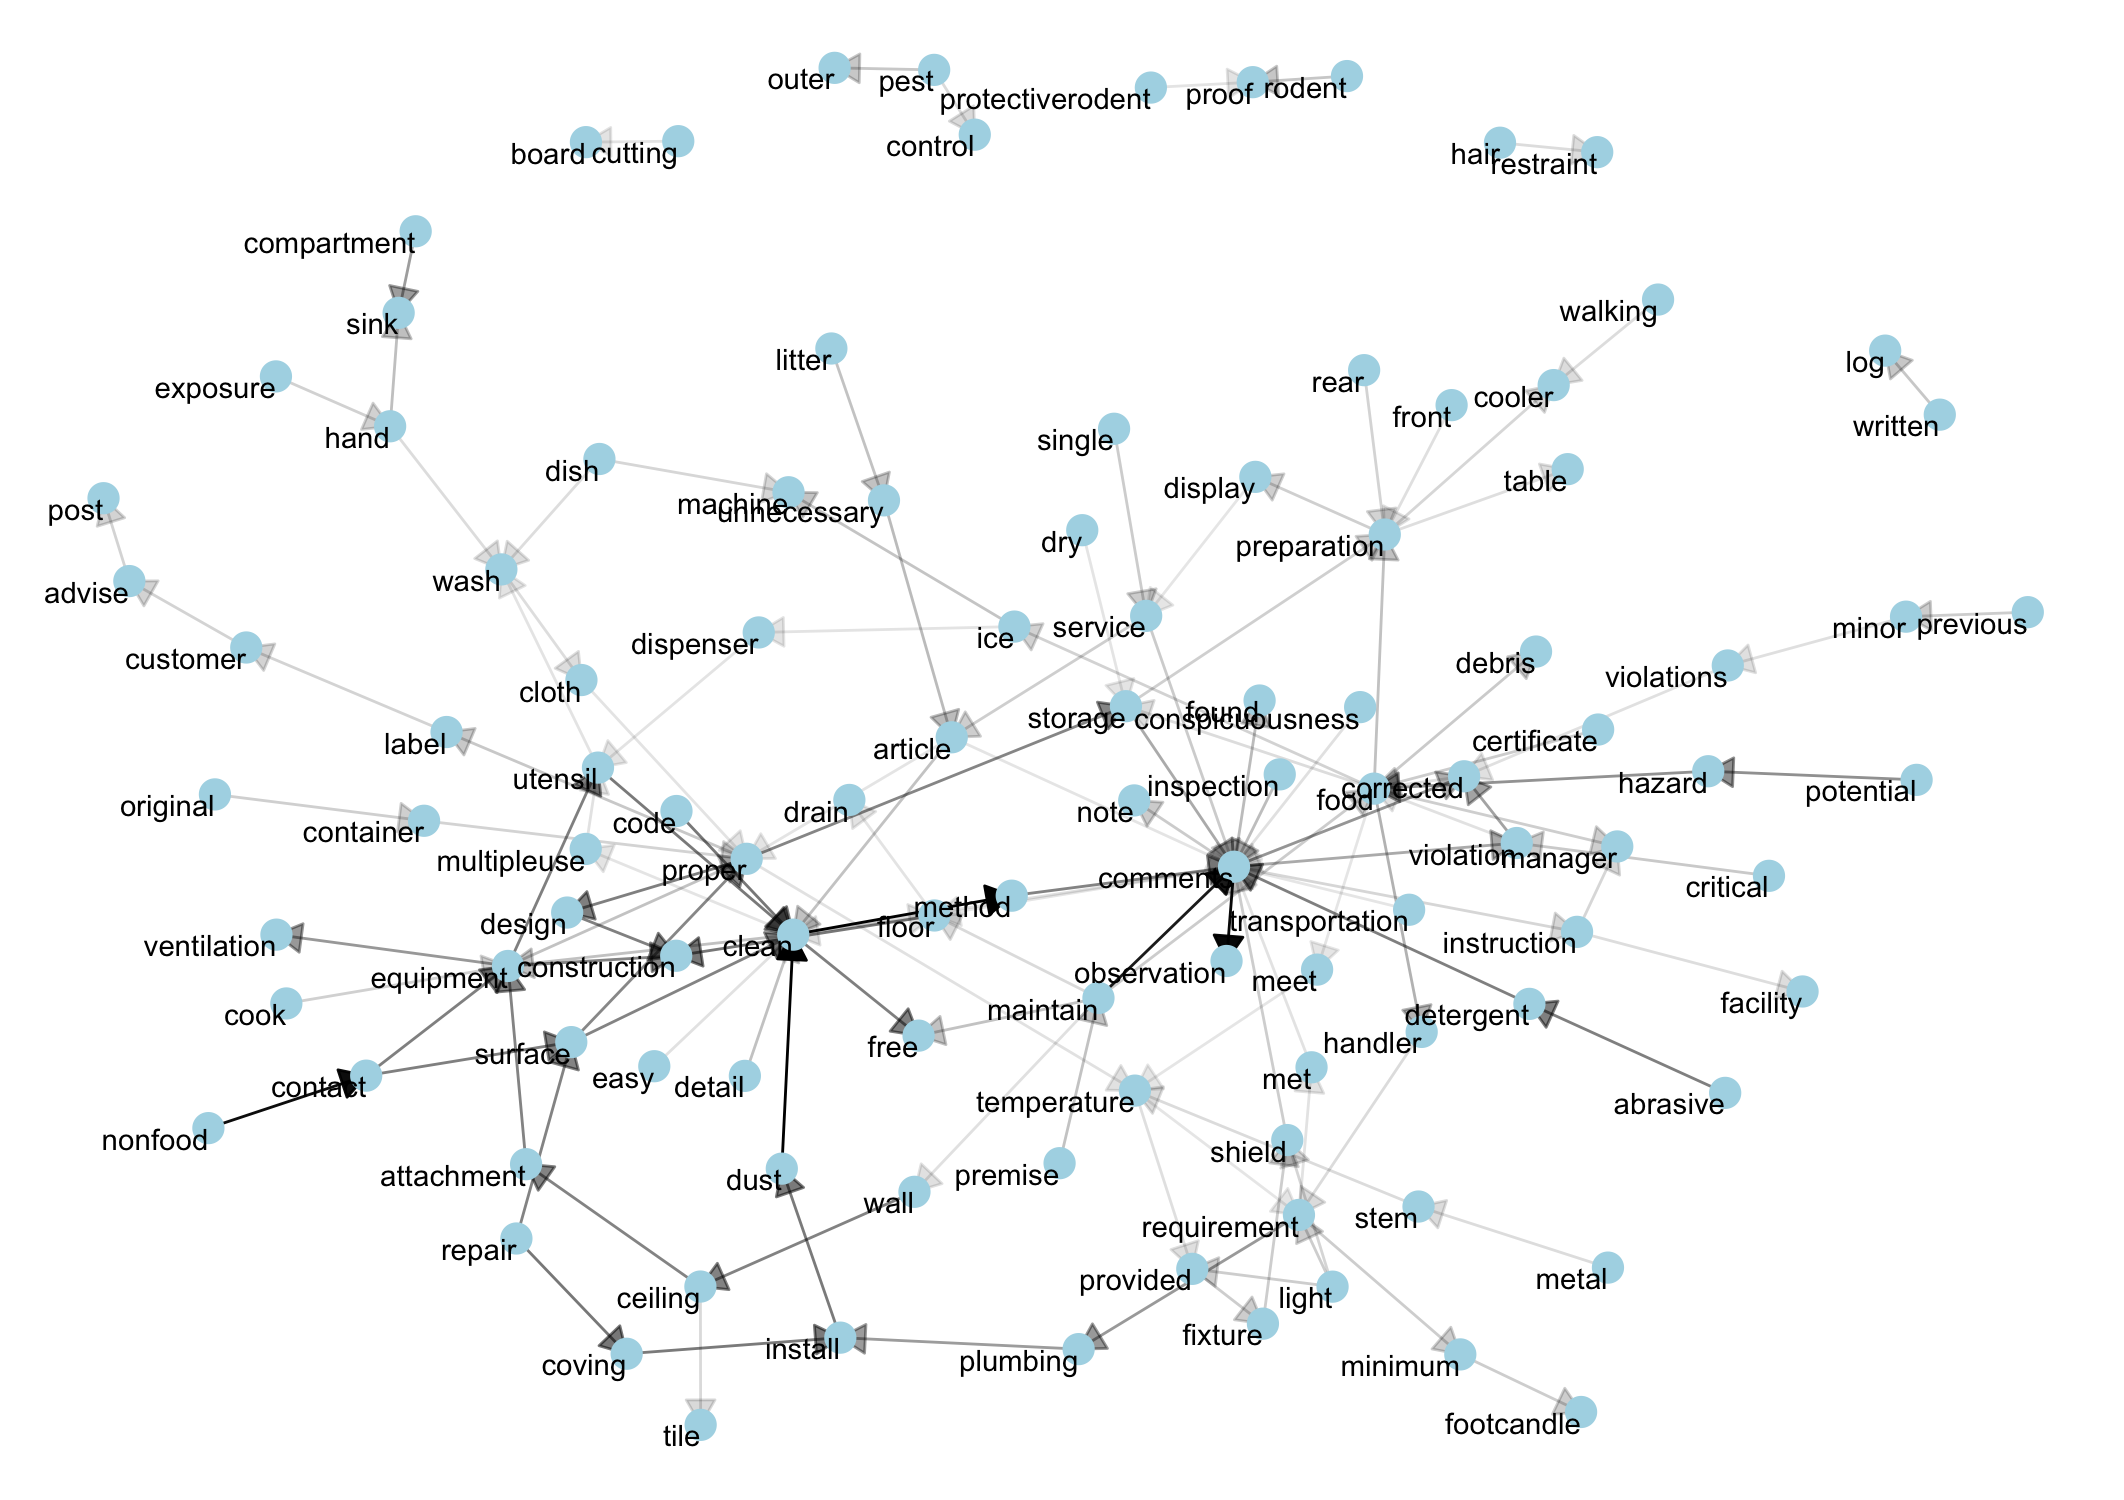 outer
pest
protectiverodent
proof
rodent
board
cutting
control
hair
restraint
compartment
sink
exposure
hand
litter
walking
rear
front
cooler
log
written
single
dish
machine
unnecessary
display
table
post
dry
preparation
advise
wash
customer
dispenser
ice
service
minor
previous
debris
violations
cloth
label
article
storage
found
conspicuousness
certificate
utensil
original
container
code
drain
note
inspection
food
corrected
hazard
potential
multipleuse
proper
comments
violation
manager
critical
design
ventilation
equipment
construction
clean
floor
method
transportation
instruction
observation
meet
cook
surface
maintain
free
facility
detergent
handler
contact
easy
detail
temperature
met
abrasive
nonfood
attachment
dust
wall
premise
shield
requirement
stem
repair
ceiling
provided
light
metal
coving
install
plumbing
fixture
minimum
tile
footcandle